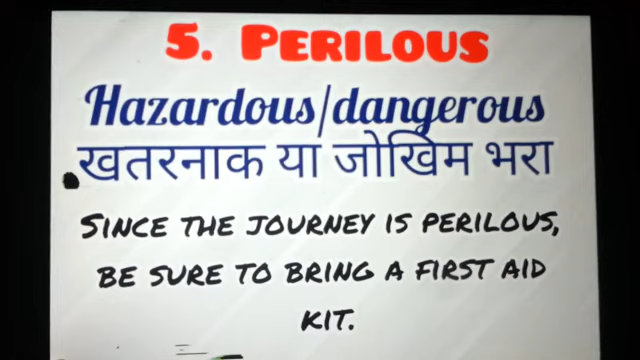 5. PERILOUS
Hazardous/dangerous
खतरनाक या जोखिम भरा
SINCE THE JOURNEY IS PERILOUS,
BE SURE TO BRING A FIRST AID
KIT.